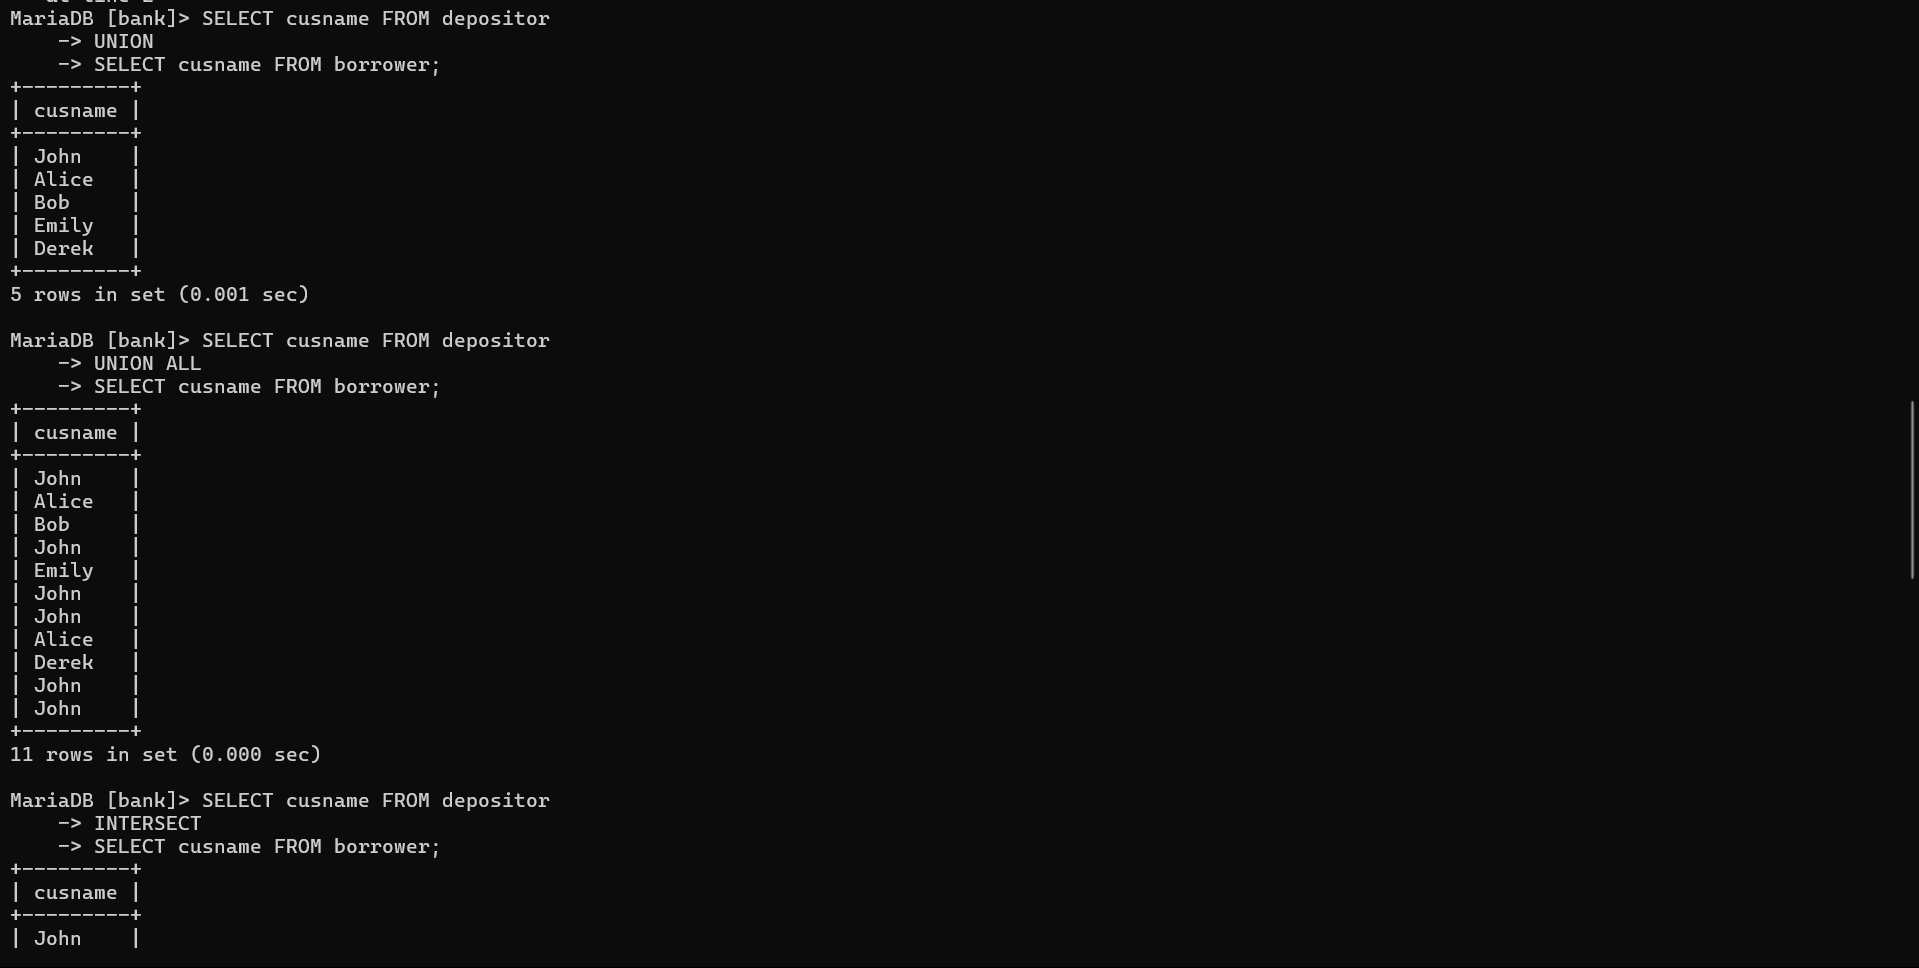 MariaDB [bank]> SELECT cusname FROM depositor
    -> UNION
    -> SELECT cusname FROM borrower;
+---------+
| cusname |
+---------+
| John    |
| Alice   |
| Bob     |
| Emily   |
| Derek   |
+---------+
5 rows in set (0.001 sec)

MariaDB [bank]> SELECT cusname FROM depositor
    -> UNION ALL
    -> SELECT cusname FROM borrower;
+---------+
| cusname |
+---------+
| John    |
| Alice   |
| Bob     |
| John    |
| Emily   |
| John    |
| John    |
| Alice   |
| Derek   |
| John    |
| John    |
+---------+
11 rows in set (0.000 sec)

MariaDB [bank]> SELECT cusname FROM depositor
    -> INTERSECT
    -> SELECT cusname FROM borrower;
+---------+
| cusname |
+---------+
| John    |